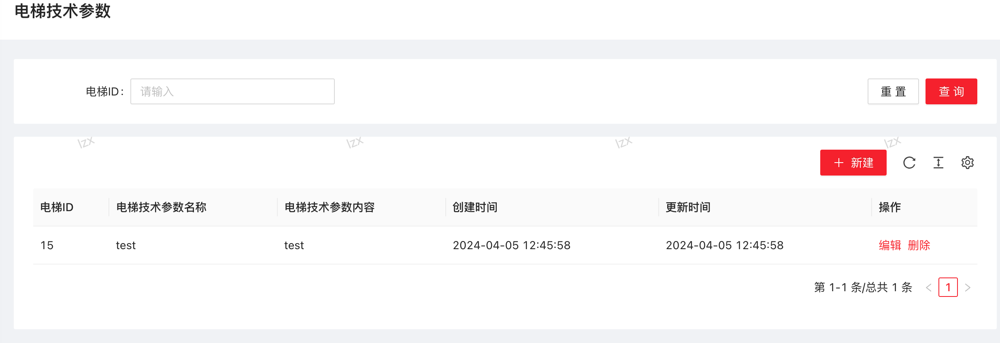 电梯技术参数
电梯ID: 请输入 重置 查询
lzx lzx lzx lzx
新建
电梯ID 电梯技术参数名称 电梯技术参数内容 创建时间 更新时间 操作
15 test test 2024-04-05 12:45:58 2024-04-05 12:45:58 编辑 删除
第 1-1 条/总共 1 条 < 1 >